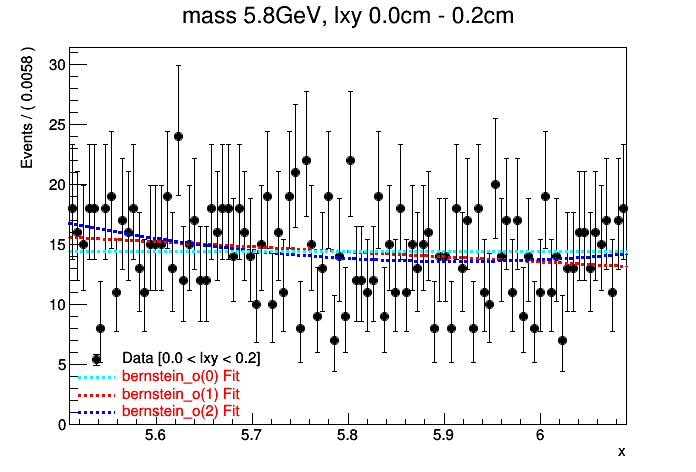 mass 5.8GeV, lxy 0.0cm - 0.2cm
Events / ( 0.0058 )
30
25
20
15
10
5
0
Data [0.0 < lxy < 0.2]
bernstein_o(0) Fit
bernstein_o(1) Fit
bernstein_o(2) Fit
5.6 5.7 5.8 5.9 6
x